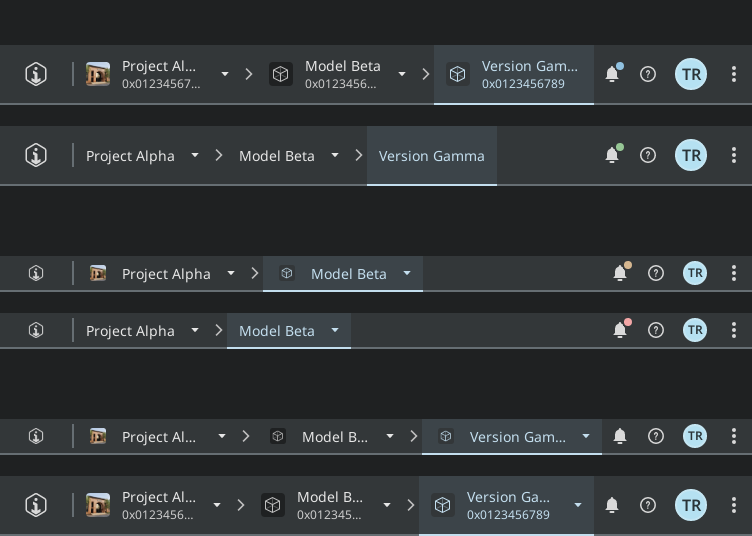 Project Al... Model Beta Version Gam... TR
0x01234567... 0x0123456... 0x0123456789
Project Alpha Model Beta Version Gamma TR
Project Alpha Model Beta TR
Project Alpha Model Beta TR
Project Al... Model B... Version Gam... TR
Project Al... Model B... Version Ga... TR
0x0123456... 0x012345... 0x0123456789